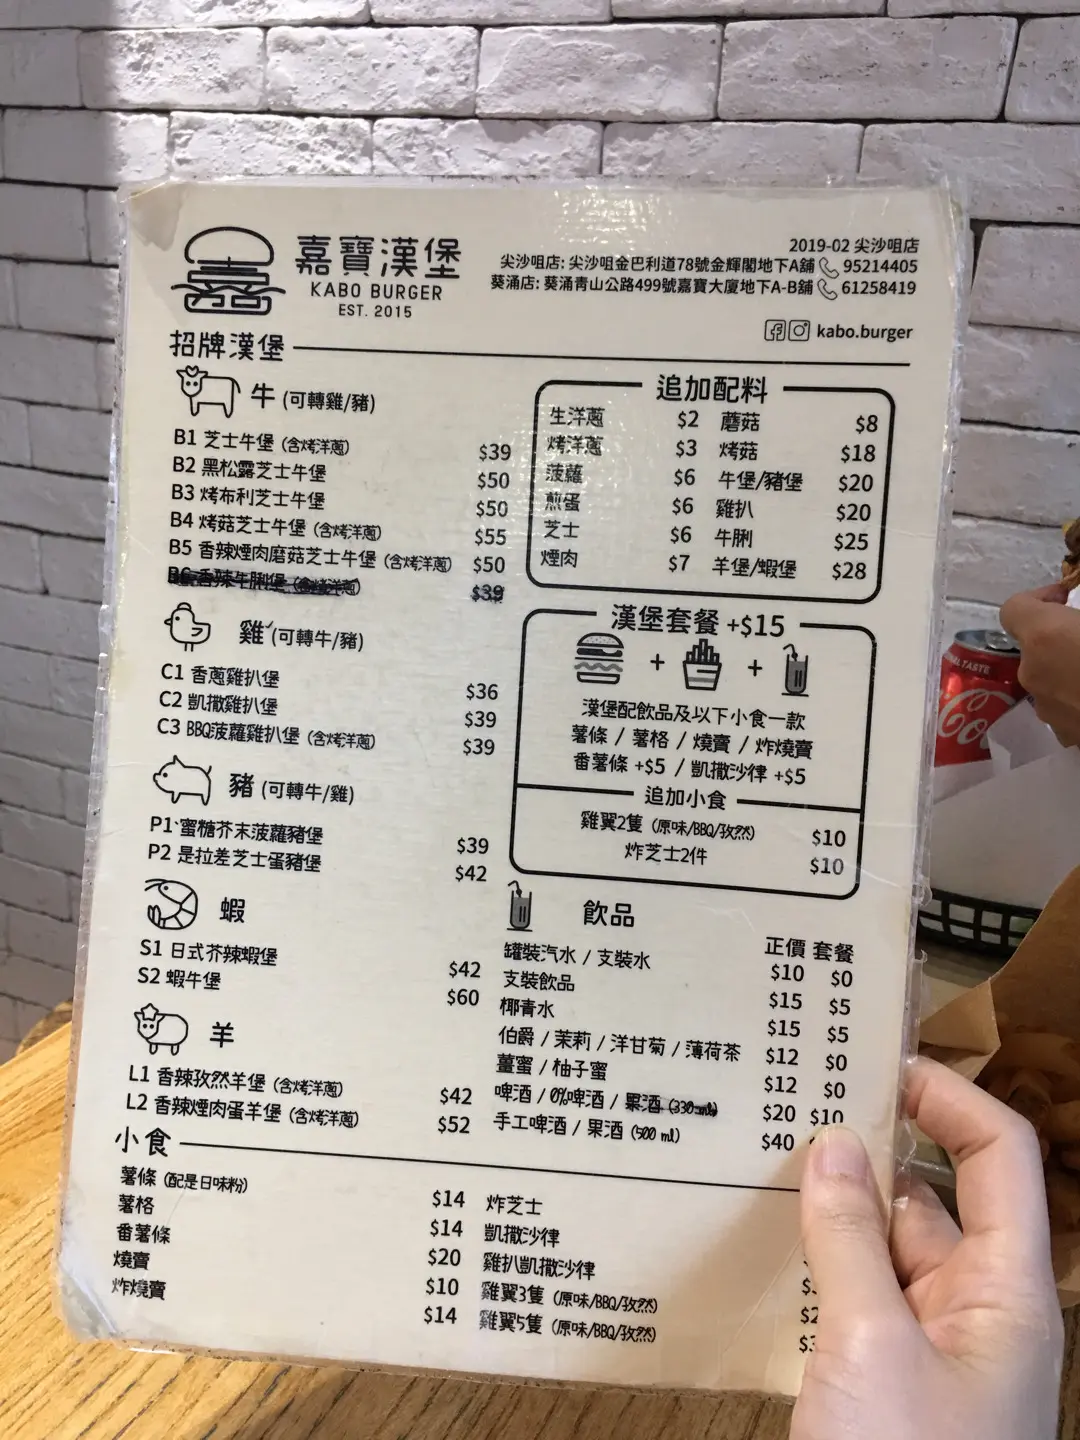 嘉寶漢堡
KABO BURGER
EST. 2015
2019-02 尖沙咀店
尖沙咀店: 尖沙咀金巴利道78號金輝閣地下A舖 95214405
葵涌店: 葵涌青山公路499號嘉寶大廈地下A-B舖 61258419
kabo.burger
招牌漢堡
牛 (可轉雞/豬)
B1 芝士牛堡 (含烤洋蔥) $39
B2 黑松露芝士牛堡 $50
B3 烤布利芝士牛堡 $50
B4 烤菇芝士牛堡 (含烤洋蔥) $55
B5 香辣煙肉蘑菇芝士牛堡 (含烤洋蔥) $50
B6 香辣牛脷堡 (含烤洋蔥) $39
雞 (可轉牛/豬)
C1 香蔥雞扒堡 $36
C2 凱撒雞扒堡 $39
C3 BBQ菠蘿雞扒堡 (含烤洋蔥) $39
豬 (可轉牛/雞)
P1 蜜糖芥末菠蘿豬堡 $39
P2 是拉差芝士蛋豬堡 $42
蝦
S1 日式芥辣蝦堡 $42
S2 蝦牛堡 $60
羊
L1 香辣孜然羊堡 (含烤洋蔥) $42
L2 香辣煙肉蛋羊堡 (含烤洋蔥) $52
追加配料
生洋蔥 $2 蘑菇 $8
烤洋蔥 $3 烤菇 $18
菠蘿 $6 牛堡/豬堡 $20
煎蛋 $6 雞扒 $20
芝士 $6 牛脷 $25
煙肉 $7 羊堡/蝦堡 $28
漢堡套餐 +$15
+ +
漢堡配飲品及以下小食一款
薯條 / 薯格 / 燒賣 / 炸燒賣
番薯條 +$5 / 凱撒沙律 +$5
追加小食
雞翼2隻 (原味/BBQ/孜然) $10
炸芝士2件 $10
飲品 正價 套餐
罐裝汽水 / 支裝水 $10 $0
支裝飲品 $15 $5
椰青水 $15 $5
伯爵 / 茉莉 / 洋甘菊 / 薄荷茶 $12 $0
薑蜜 / 柚子蜜 $12 $0
啤酒 / 0%啤酒 / 果酒 (330ml) $20 $10
手工啤酒 / 果酒 (500 ml) $40
小食
薯條 (配是日味粉) $14 炸芝士
薯格 $14 凱撒沙律
番薯條 $20 雞扒凱撒沙律
燒賣 $10 雞翼3隻 (原味/BBQ/孜然)
炸燒賣 $14 雞翼5隻 (原味/BBQ/孜然)
TASTE